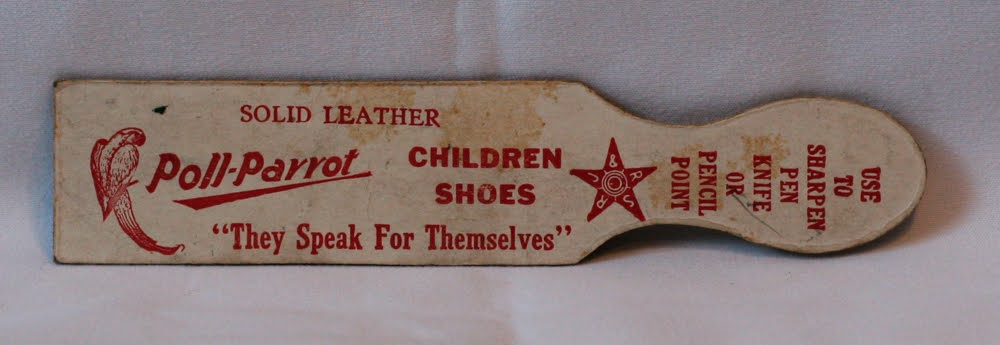 SOLID LEATHER
Poll-Parrot
CHILDREN
SHOES
"They Speak For Themselves"
USE
TO
SHARPEN
PEN
KNIFE
OR
PENCIL
POINT